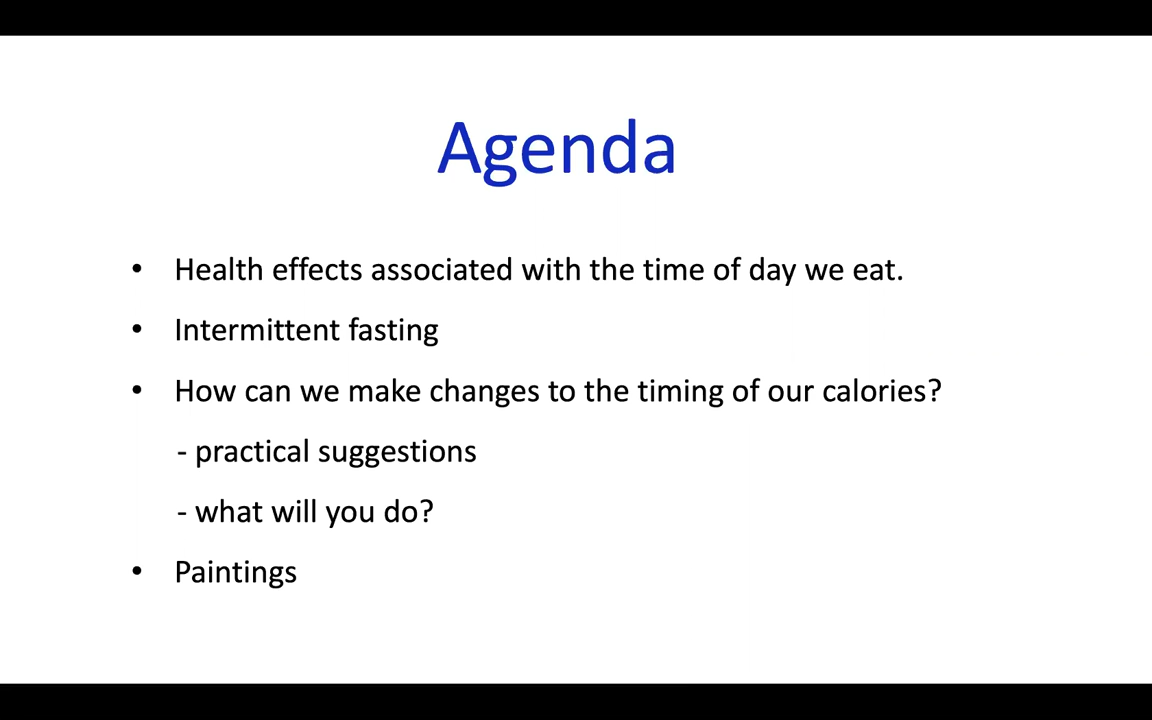 Agenda
• Health effects associated with the time of day we eat.
• Intermittent fasting
• How can we make changes to the timing of our calories?
- practical suggestions
- what will you do?
• Paintings